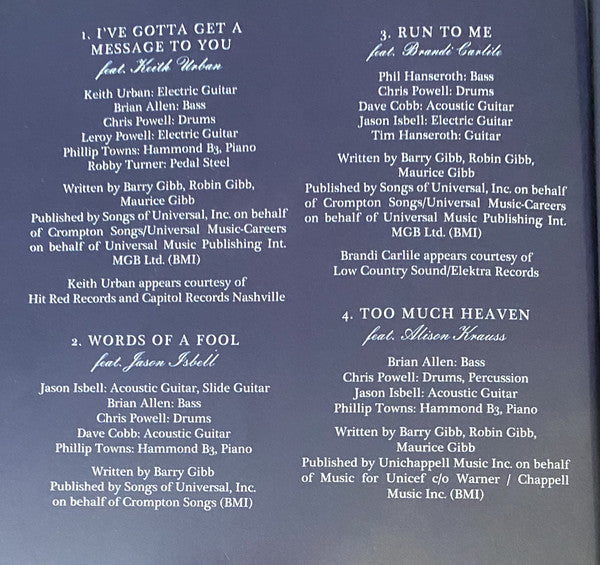 1. I'VE GOTTA GET A
MESSAGE TO YOU
feat. Keith Urban
Keith Urban: Electric Guitar
Brian Allen: Bass
Chris Powell: Drums
Leroy Powell: Electric Guitar
Phillip Towns: Hammond B3, Piano
Robby Turner: Pedal Steel
Written by Barry Gibb, Robin Gibb,
Maurice Gibb
Published by Songs of Universal, Inc. on behalf
of Crompton Songs/Universal Music-Careers
on behalf of Universal Music Publishing Int.
MGB Ltd. (BMI)
Keith Urban appears courtesy of
Hit Red Records and Capitol Records Nashville
2. WORDS OF A FOOL
feat. Jason Isbell
Jason Isbell: Acoustic Guitar, Slide Guitar
Brian Allen: Bass
Chris Powell: Drums
Dave Cobb: Acoustic Guitar
Phillip Towns: Hammond B3, Piano
Written by Barry Gibb
Published by Songs of Universal, Inc.
on behalf of Crompton Songs (BMI)
3. RUN TO ME
feat. Brandi Carlile
Phil Hanseroth: Bass
Chris Powell: Drums
Dave Cobb: Acoustic Guitar
Jason Isbell: Electric Guitar
Tim Hanseroth: Guitar
Written by Barry Gibb, Robin Gibb,
Maurice Gibb
Published by Songs of Universal, Inc. on behalf
of Crompton Songs/Universal Music-Careers
on behalf of Universal Music Publishing Int.
MGB Ltd. (BMI)
Brandi Carlile appears courtesy of
Low Country Sound/Elektra Records
4. TOO MUCH HEAVEN
feat. Alison Krauss
Brian Allen: Bass
Chris Powell: Drums, Percussion
Jason Isbell: Acoustic Guitar
Phillip Towns: Hammond B3, Piano
Written by Barry Gibb, Robin Gibb,
Maurice Gibb
Published by Unichappell Music Inc. on behalf
of Music for Unicef c/o Warner / Chappell
Music Inc. (BMI)